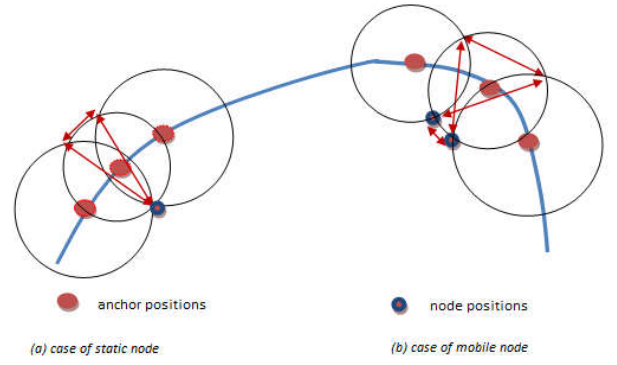 anchor positions
node positions
(a) case of static node
(b) case of mobile node